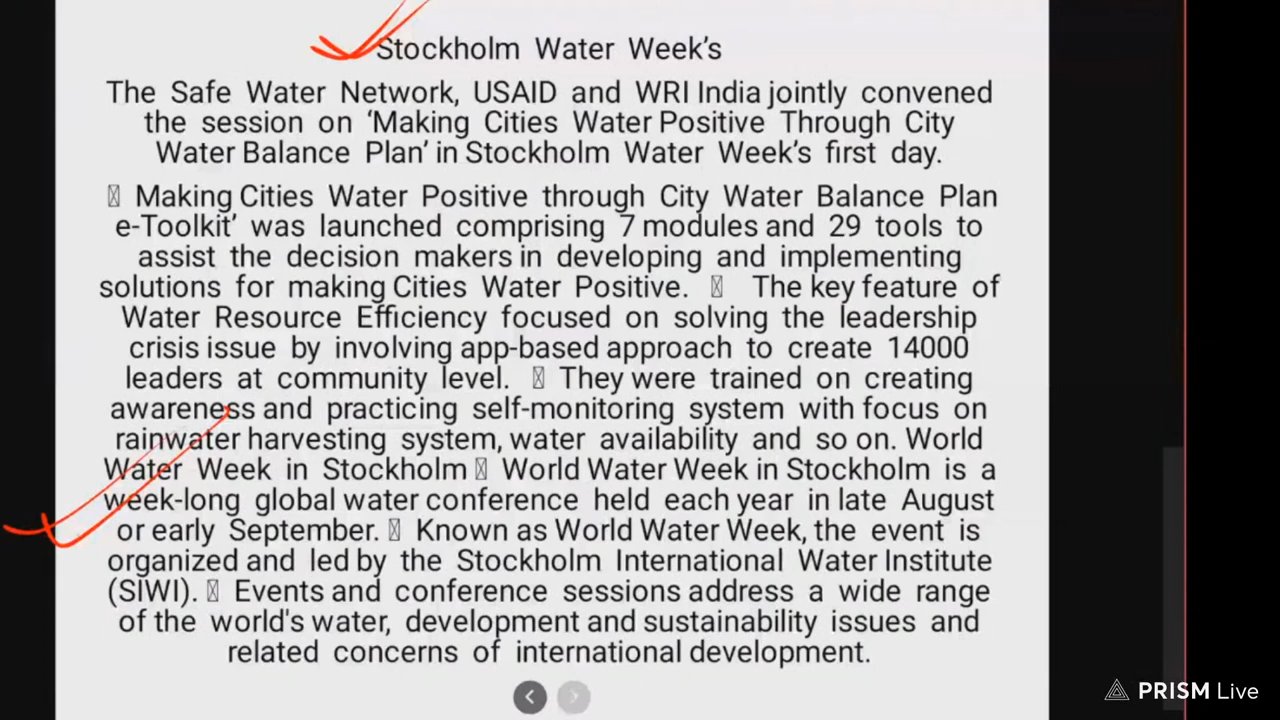 Stockholm Water Week's
The Safe Water Network, USAID and WRI India jointly convened
the session on ‘Making Cities Water Positive Through City
Water Balance Plan’ in Stockholm Water Week's first day.
Making Cities Water Positive through City Water Balance Plan
e-Toolkit’ was launched comprising 7 modules and 29 tools to
assist the decision makers in developing and implementing
solutions for making Cities Water Positive. The key feature of
Water Resource Efficiency focused on solving the leadership
crisis issue by involving app-based approach to create 14000
leaders at community level. They were trained on creating
awareness and practicing self-monitoring system with focus on
rainwater harvesting system, water availability and so on. World
Water Week in Stockholm World Water Week in Stockholm is a
week-long global water conference held each year in late August
or early September. Known as World Water Week, the event is
organized and led by the Stockholm International Water Institute
(SIWI). Events and conference sessions address a wide range
of the world's water, development and sustainability issues and
related concerns of international development.
PRISM Live